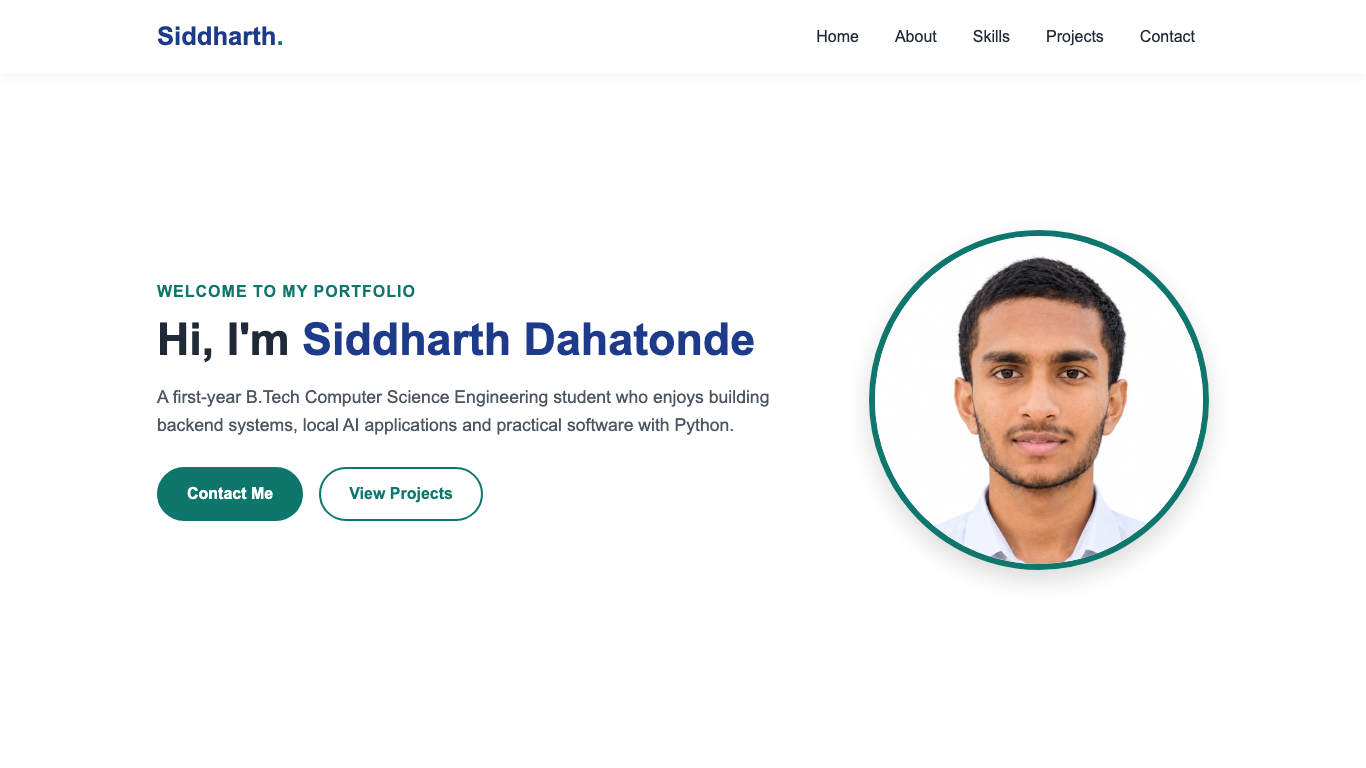 Siddharth.
Home
About
Skills
Projects
Contact
WELCOME TO MY PORTFOLIO
Hi, I'm Siddharth Dahatonde
A first-year B.Tech Computer Science Engineering student who enjoys building
backend systems, local AI applications and practical software with Python.
Contact Me
View Projects